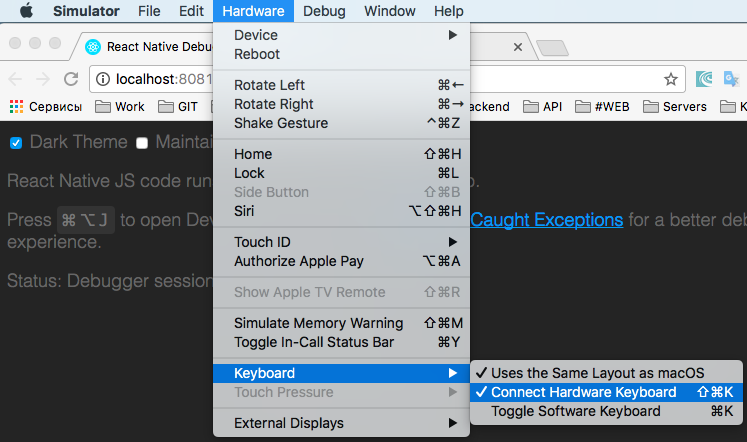 Simulator File Edit Hardware Debug Window Help
React Native Debu
localhost:8081
Сервисы Work GIT ackend API #WEB Servers K
Dark Theme Maintai
React Native JS code run o.
Press ⌘⌥J to open Dev Caught Exceptions for a better deb
experience.
Status: Debugger session
Device
Reboot
Rotate Left ⌘←
Rotate Right ⌘→
Shake Gesture ^⌘Z
Home ⇧⌘H
Lock ⌘L
Side Button ⇧⌘B
Siri ⌥⇧⌘H
Touch ID
Authorize Apple Pay ⌥⌘A
Show Apple TV Remote ⇧⌘R
Simulate Memory Warning ⇧⌘M
Toggle In-Call Status Bar ⌘Y
Keyboard
Touch Pressure
External Displays
✓ Uses the Same Layout as macOS
✓ Connect Hardware Keyboard ⇧⌘K
Toggle Software Keyboard ⌘K